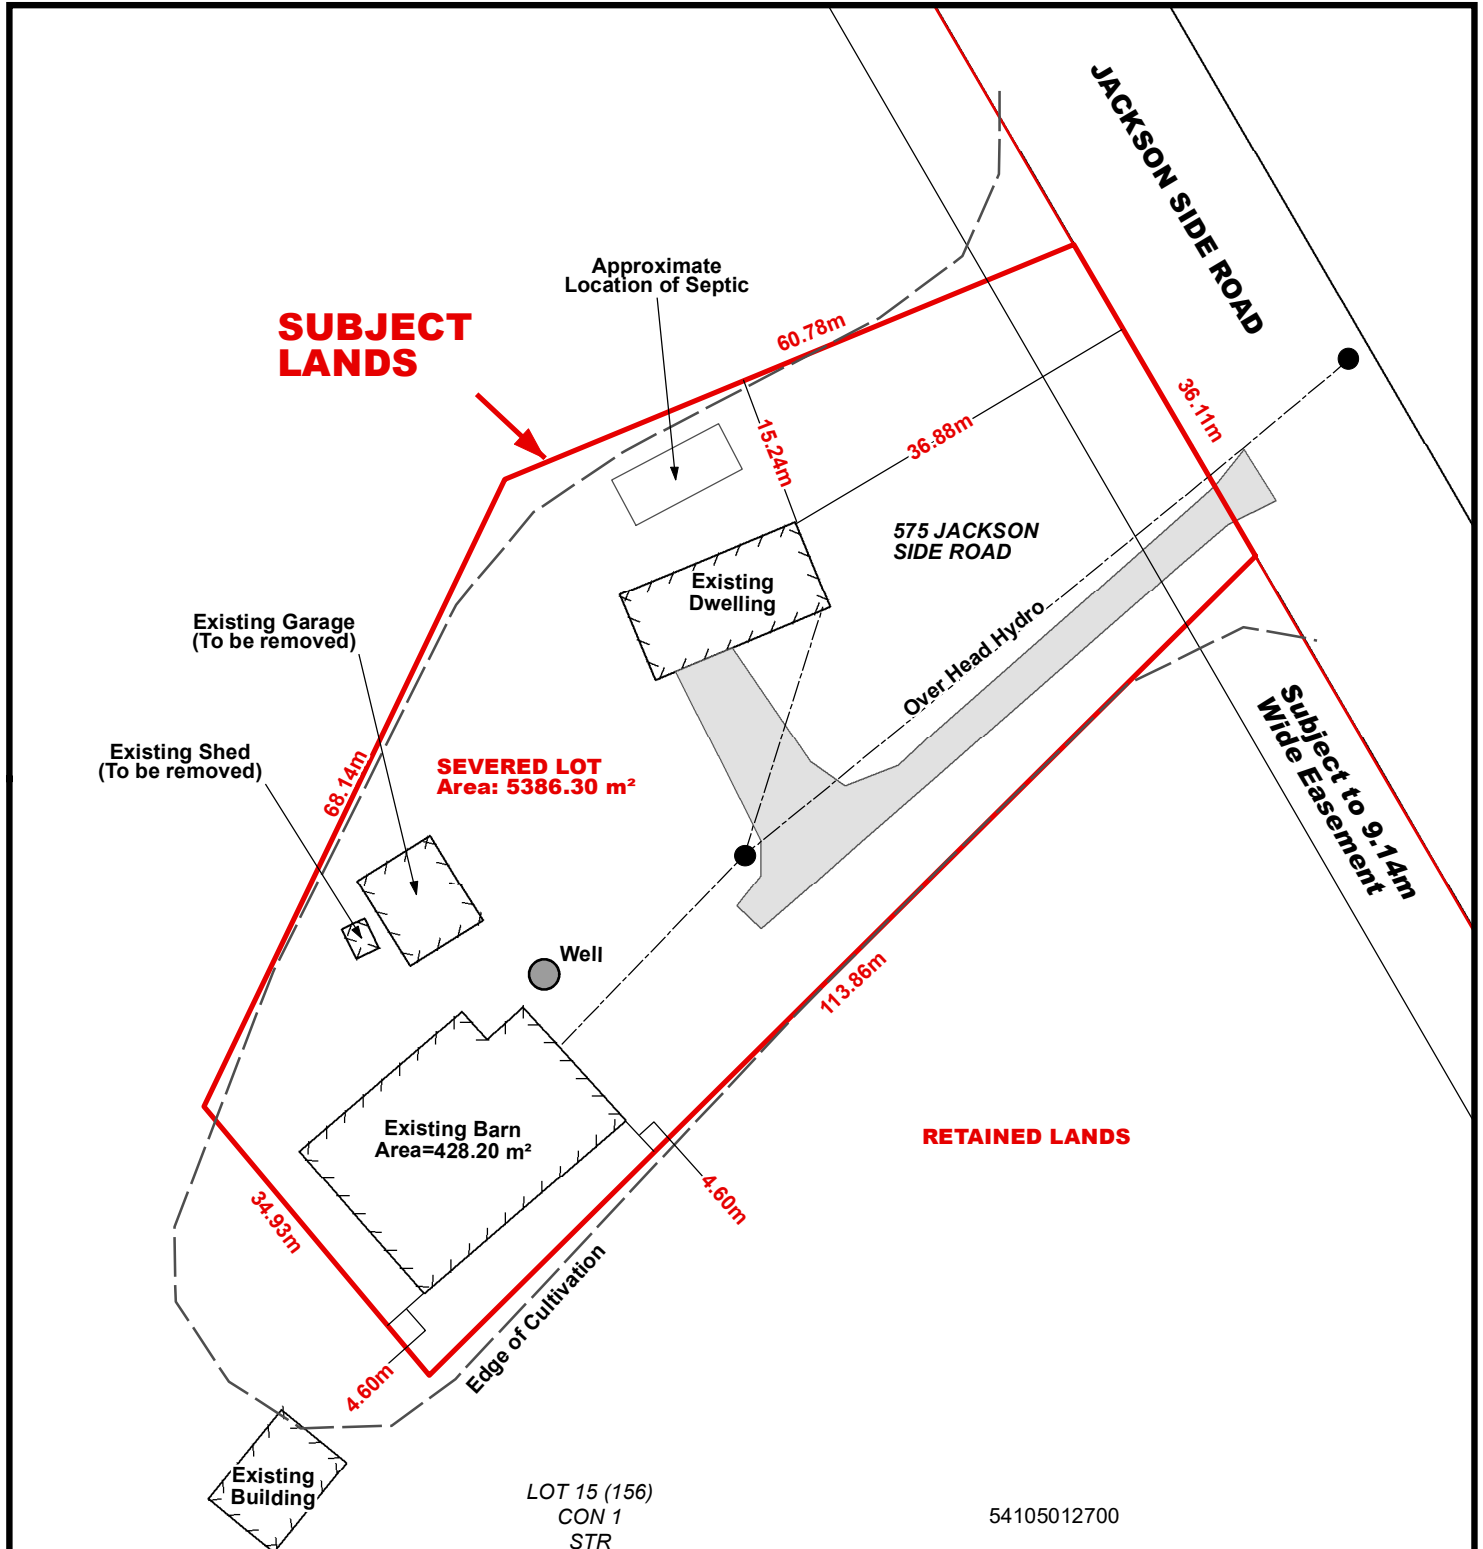 JACKSON SIDE ROAD
Approximate
Location of Septic
SUBJECT
LANDS
60.78m
36.11m
15.24m
36.88m
575 JACKSON
SIDE ROAD
Existing
Dwelling
Existing Garage
(To be removed)
Over Head Hydro
Subject to 9.14m
Wide Easement
Existing Shed
(To be removed)
68.14m
SEVERED LOT
Area: 5386.30 m²
Well
113.86m
Existing Barn
Area=428.20 m²
RETAINED LANDS
4.60m
34.93m
Edge of Cultivation
4.60m
Existing
Building
LOT 15 (156)
CON 1
STR
54105012700